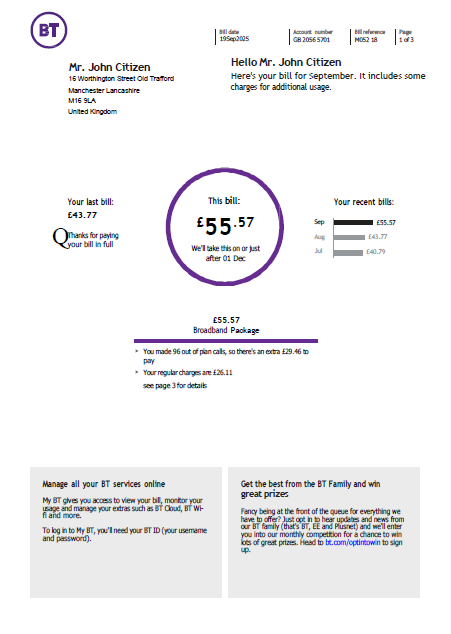 BT
Bill date
19Sep2025
Account number
GB 2056 5701
Bill reference
M052 18
Page
1 of 3
Mr. John Citizen
16 Worthington Street Old Trafford
Manchester Lancashire
M16 9LA
United Kingdom
Hello Mr. John Citizen
Here's your bill for September. It includes some
charges for additional usage.
Your last bill:
£43.77
QThanks for paying
your bill in full
This bill:
£55.57
We'll take this on or just
after 01 Dec
Your recent bills:
Sep £55.57
Aug £43.77
Jul £40.79
£55.57
Broadband Package
> You made 96 out of plan calls, so there's an extra £29.46 to
pay
> Your regular charges are £26.11
see page 3 for details
Manage all your BT services online
My BT gives you access to view your bill, monitor your
usage and manage your extras such as BT Cloud, BT Wi-
fi and more.
To log in to My BT, you'll need your BT ID (your username
and password).
Get the best from the BT Family and win
great prizes
Fancy being at the front of the queue for everything we
have to offer? Just opt in to hear updates and news from
our BT family (that's BT, EE and Plusnet) and we'll enter
you into our monthly competition for a chance to win
lots of great prizes. Head to bt.com/optintowin to sign
up.